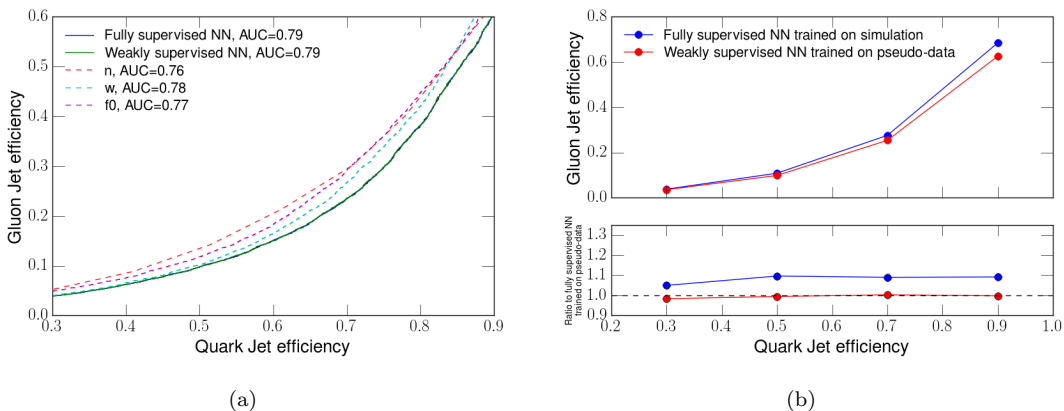 Fully supervised NN, AUC=0.79
Weakly supervised NN, AUC=0.79
n, AUC=0.76
w, AUC=0.78
f0, AUC=0.77
Gluon Jet efficiency
0.6
0.5
0.4
0.3
0.2
0.1
0.0
0.3 0.4 0.5 0.6 0.7 0.8 0.9
Quark Jet efficiency
(a)
Fully supervised NN trained on simulation
Weakly supervised NN trained on pseudo-data
Gluon Jet efficiency
0.8
0.6
0.4
0.2
0.0
Ratio to fully supervised NN
trained on pseudo-data
1.3
1.2
1.1
1.0
0.9
0.2 0.3 0.4 0.5 0.6 0.7 0.8 0.9 1.0
Quark Jet efficiency
(b)